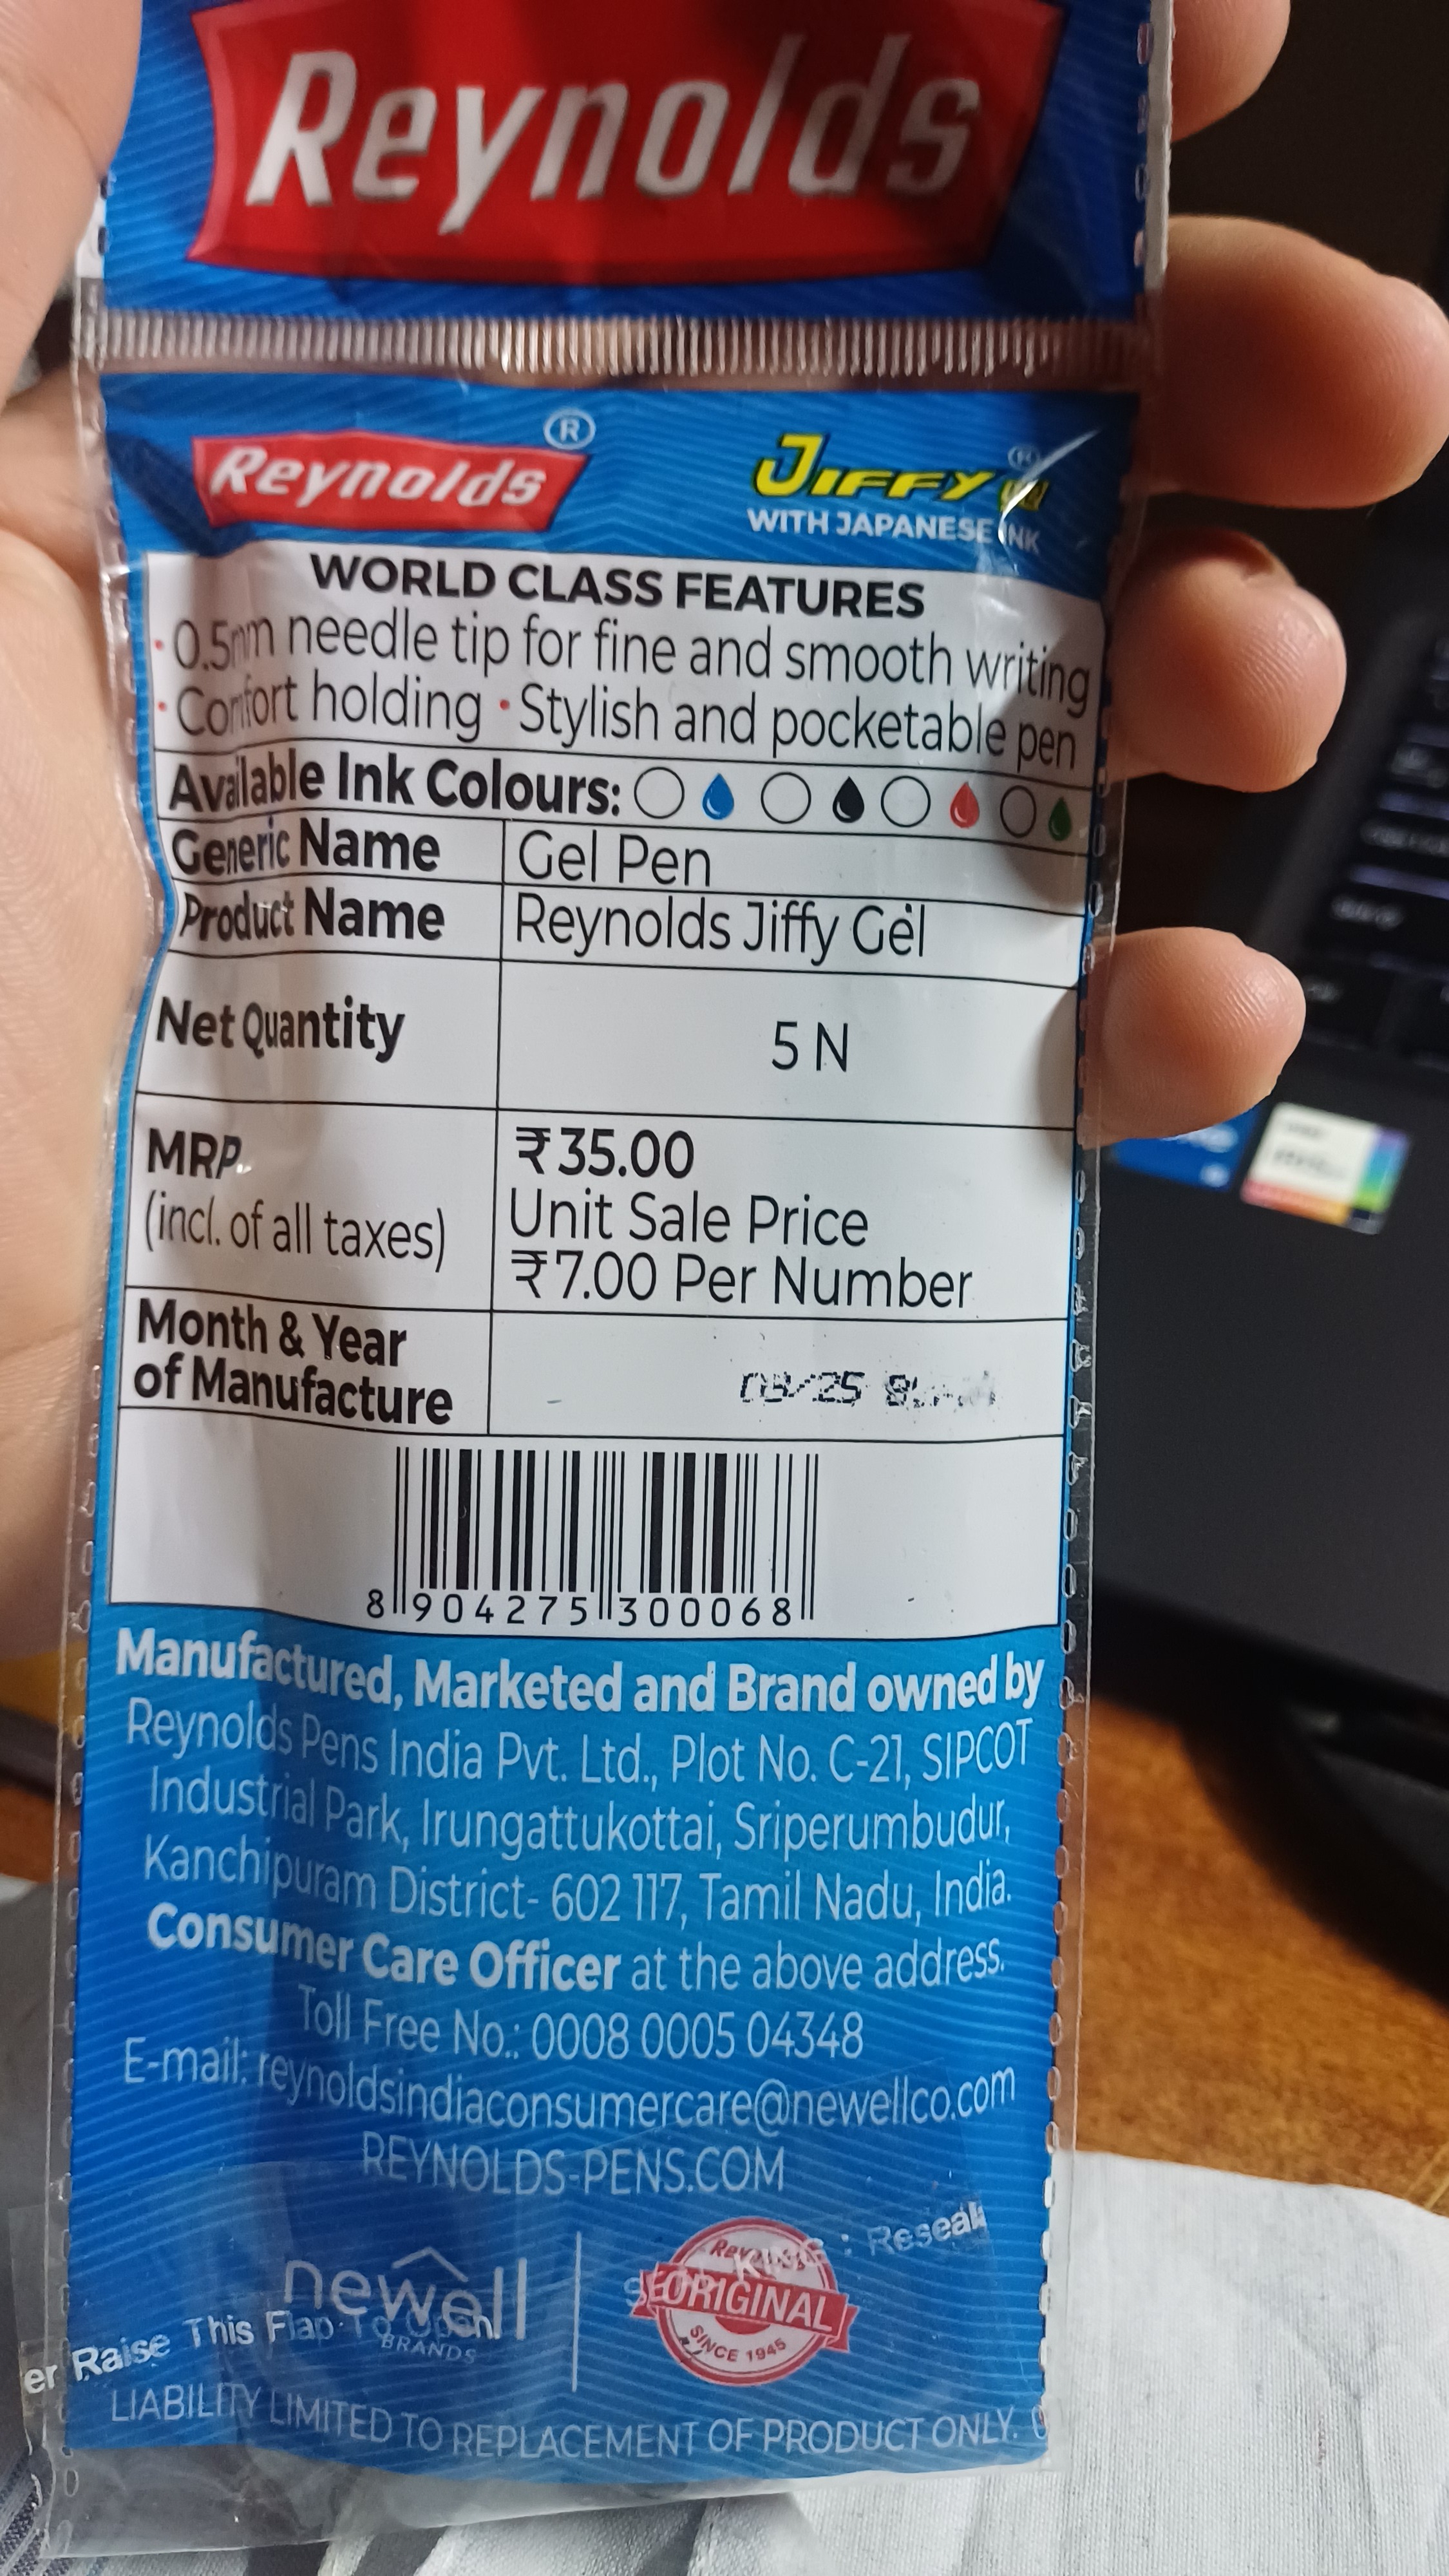 Reynolds
Reynolds®
JIFFY
WITH JAPANESE INK
WORLD CLASS FEATURES
• 0.5mm needle tip for fine and smooth writing
• Comfort holding • Stylish and pocketable pen
Available Ink Colours:
Generic Name Gel Pen
Product Name Reynolds Jiffy Gel
Net Quantity 5 N
MRP ₹35.00
(incl. of all taxes) Unit Sale Price
₹7.00 Per Number
Month & Year
of Manufacture
/25
8 904275 300068
Manufactured, Marketed and Brand owned by
Reynolds Pens India Pvt. Ltd., Plot No. C-21, SIPCOT
Industrial Park, Irungattukottai, Sriperumbudur,
Kanchipuram District- 602 117, Tamil Nadu, India.
Consumer Care Officer at the above address.
Toll Free No.: 0008 0005 04348
E-mail: reynoldsindiaconsumercare@newellco.com
REYNOLDS-PENS.COM
newell
BRANDS
Reynolds
ORIGINAL
SINCE 1945
: Reseal
er Raise This Flap To Open
LIABILITY LIMITED TO REPLACEMENT OF PRODUCT ONLY.